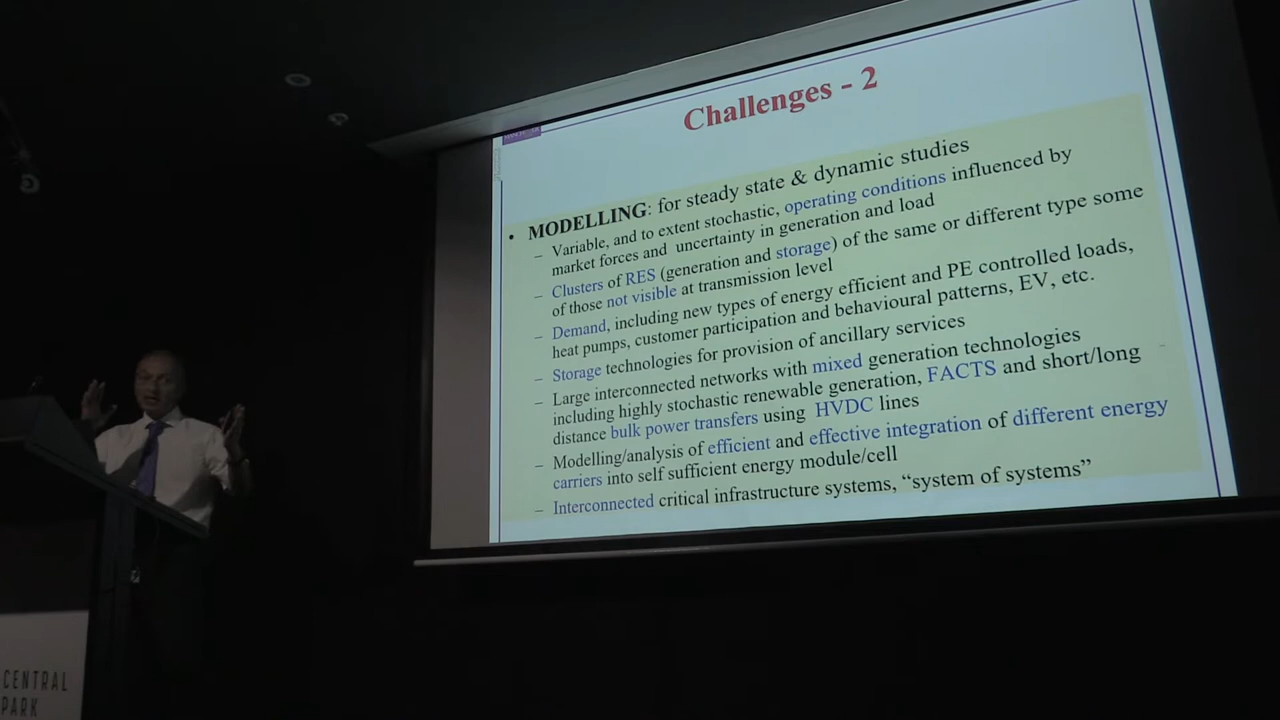 Challenges - 2
• MODELLING: for steady state & dynamic studies
– Variable, and to extent stochastic, operating conditions influenced by
market forces and uncertainty in generation and load
– Clusters of RES (generation and storage) of the same or different type some
of those not visible at transmission level
– Demand, including new types of energy efficient and PE controlled loads,
heat pumps, customer participation and behavioural patterns, EV, etc.
– Storage technologies for provision of ancillary services
– Large interconnected networks with mixed generation technologies
including highly stochastic renewable generation, FACTS and short/long
distance bulk power transfers using HVDC lines
– Modelling/analysis of efficient and effective integration of different energy
carriers into self sufficient energy module/cell
– Interconnected critical infrastructure systems, “system of systems”
CENTRAL
PARK